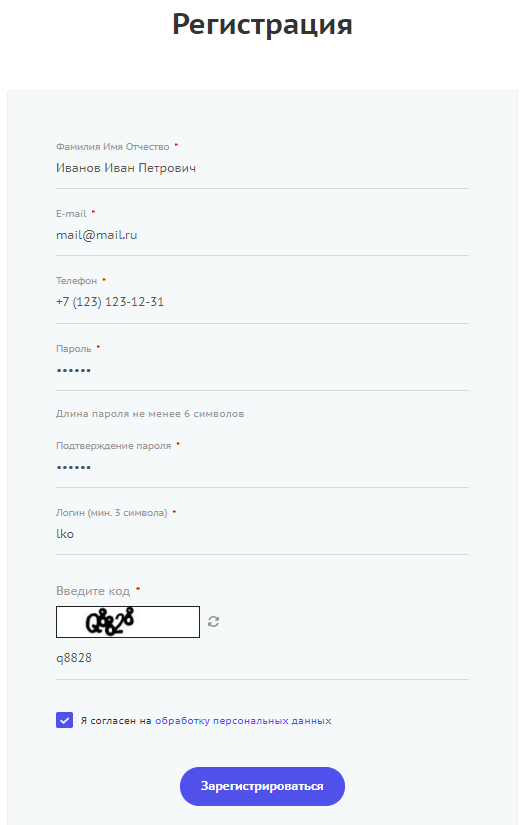 Регистрация
Фамилия Имя Отчество *
Иванов Иван Петрович
E-mail *
mail@mail.ru
Телефон *
+7 (123) 123-12-31
Пароль *
••••••
Длина пароля не менее 6 символов
Подтверждение пароля *
••••••
Логин (мин. 3 символа) *
lko
Введите код *
Q8828
q8828
Я согласен на обработку персональных данных
Зарегистрироваться